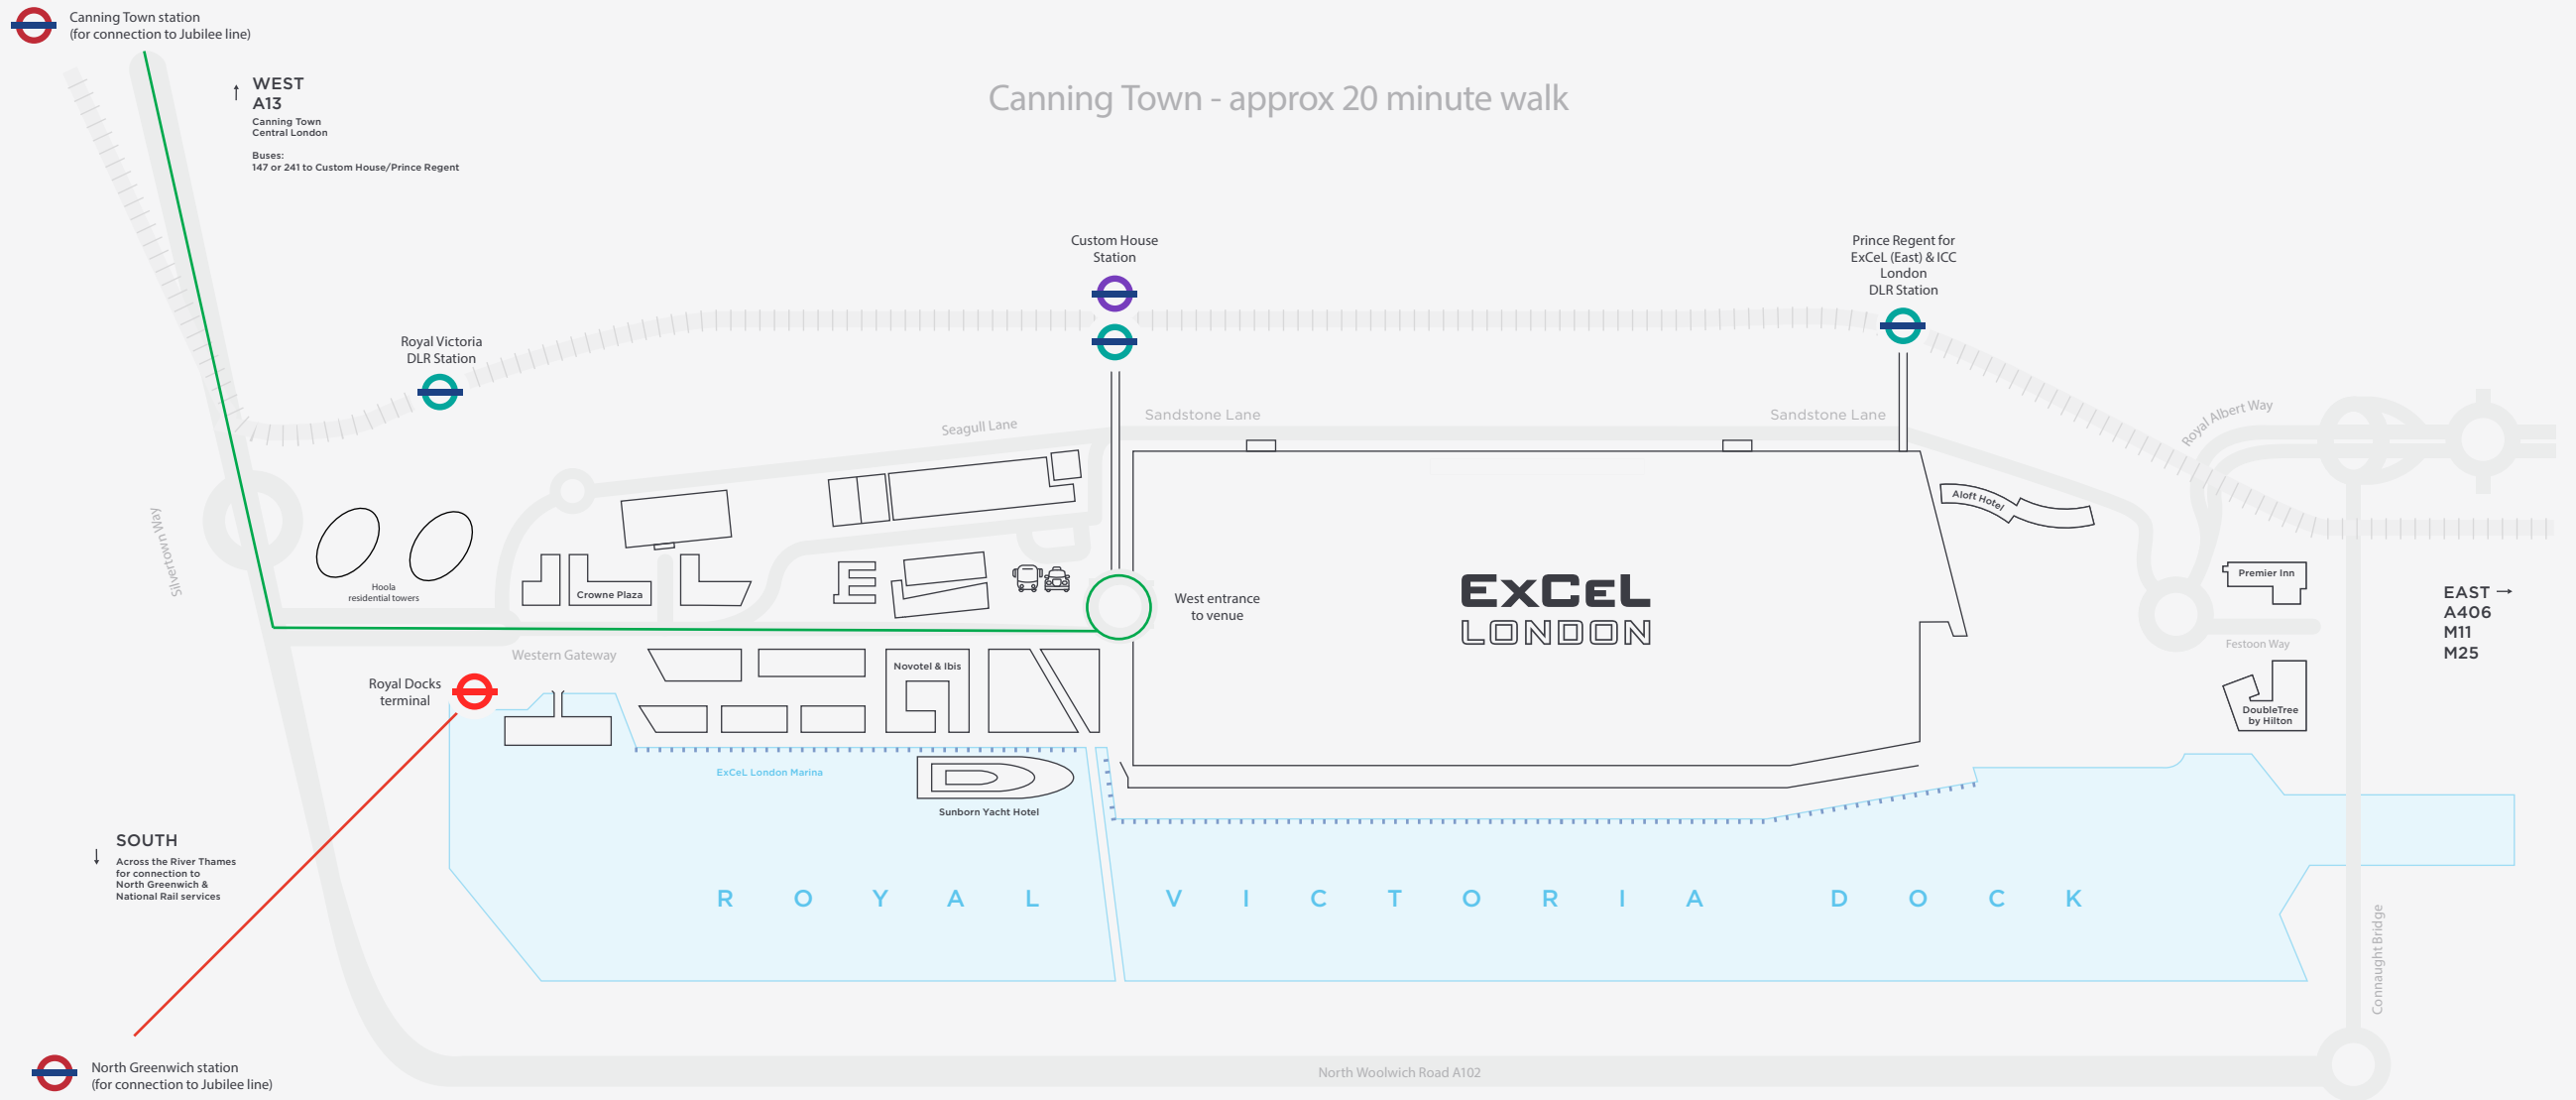 Canning Town station
(for connection to Jubilee line)
WEST
A13
Canning Town
Central London
Buses:
147 or 241 to Custom House/Prince Regent
Canning Town - approx 20 minute walk
Custom House
Station
Prince Regent for
ExCeL (East) & ICC
London
DLR Station
Royal Victoria
DLR Station
Seagull Lane
Sandstone Lane
Sandstone Lane
Royal Albert Way
Silvertown Way
Aloft Hotel
Hoola
residential towers
Crowne Plaza
West entrance
to venue
ExCeL
LONDON
Premier Inn
EAST
A406
M11
M25
Festoon Way
Western Gateway
Novotel & Ibis
Royal Docks
terminal
DoubleTree
by Hilton
ExCeL London Marina
Sunborn Yacht Hotel
SOUTH
Across the River Thames
for connection to
North Greenwich &
National Rail services
ROYAL VICTORIA DOCK
Connaught Bridge
North Greenwich station
(for connection to Jubilee line)
North Woolwich Road A102